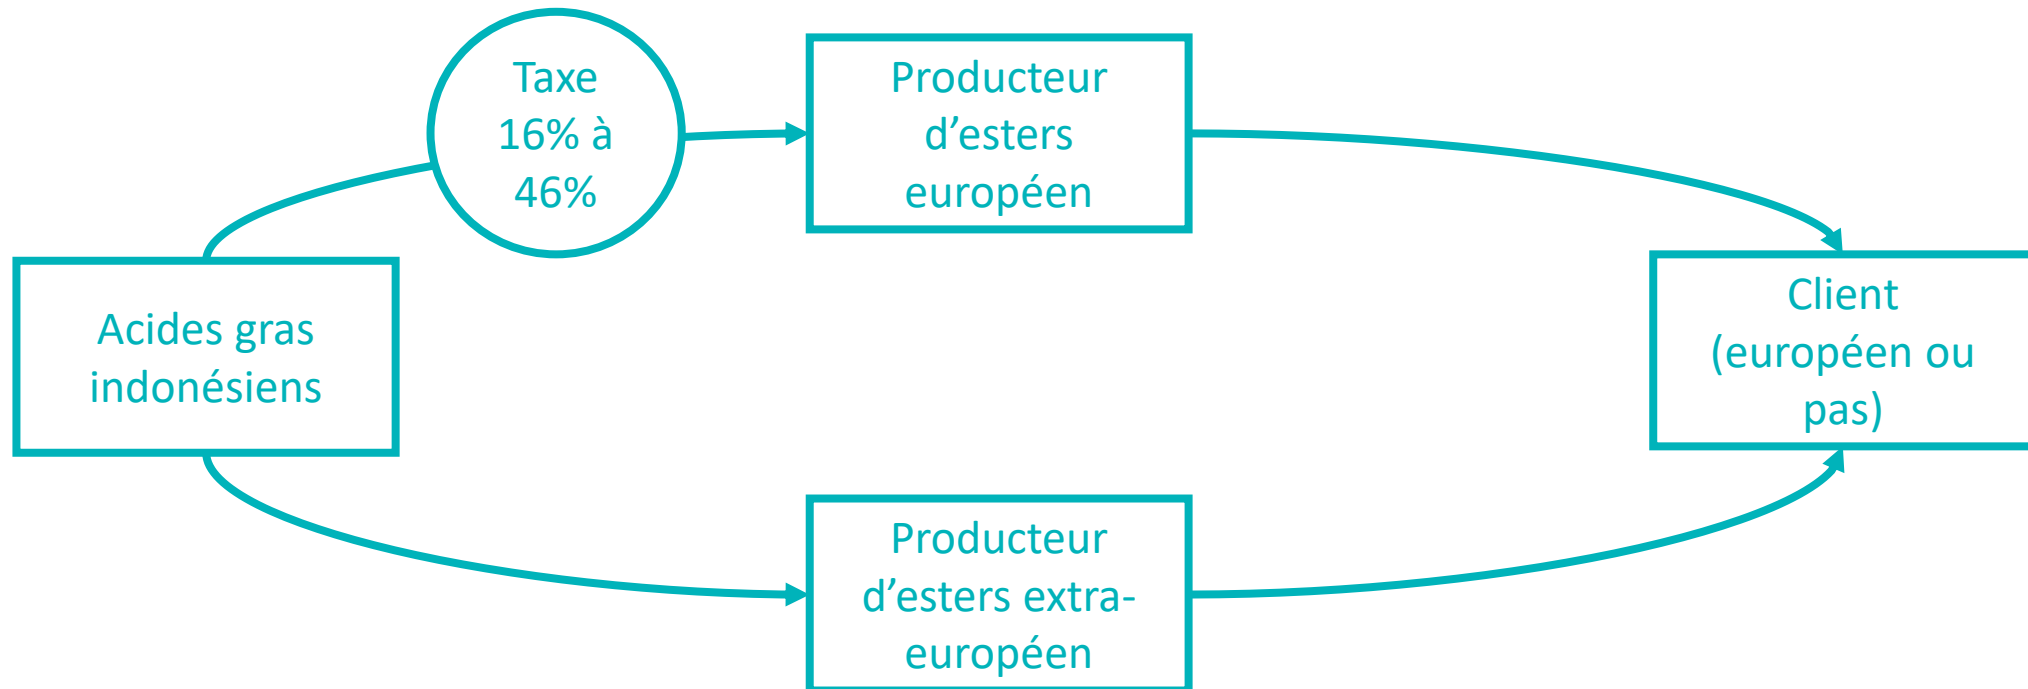 Taxe
16% à
46%
Producteur
d’esters
européen
Acides gras
indonésiens
Client
(européen ou
pas)
Producteur
d’esters extra-
européen